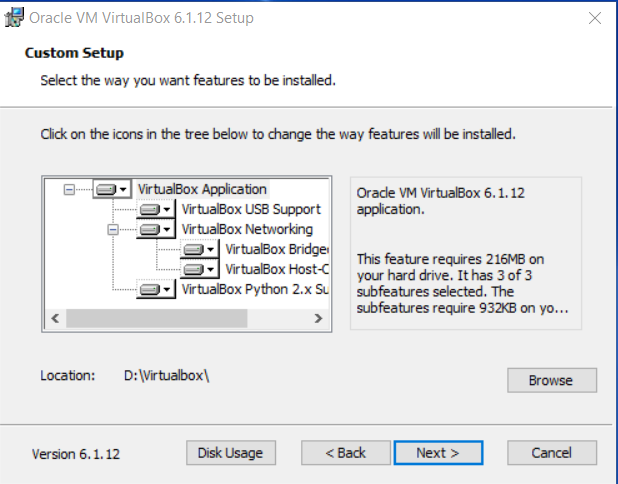 Oracle VM VirtualBox 6.1.12 Setup
Custom Setup
Select the way you want features to be installed.
Click on the icons in the tree below to change the way features will be installed.
VirtualBox Application
VirtualBox USB Support
VirtualBox Networking
VirtualBox Bridge
VirtualBox Host-C
VirtualBox Python 2.x Su
Oracle VM VirtualBox 6.1.12
application.
This feature requires 216MB on
your hard drive. It has 3 of 3
subfeatures selected. The
subfeatures require 932KB on yo...
Location: D:\Virtualbox\
Browse
Version 6.1.12
Disk Usage
< Back
Next >
Cancel